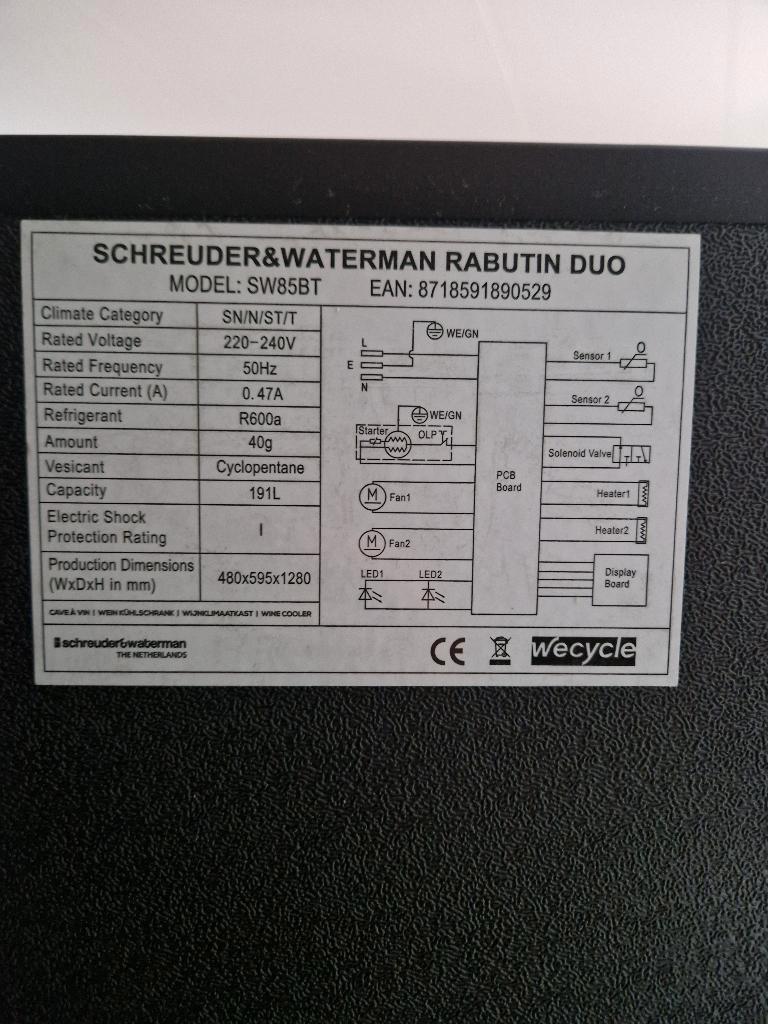 SCHREUDER&WATERMAN RABUTIN DUO
MODEL: SW85BT EAN: 8718591890529
Climate Category SN/N/ST/T
Rated Voltage 220-240V
Rated Frequency 50Hz
Rated Current (A) 0.47A
Refrigerant R600a
Amount 40g
Vesicant Cyclopentane
Capacity 191L
Electric Shock
Protection Rating I
Production Dimensions
(WxDxH in mm) 480x595x1280
CAVE À VIN | WEIN KÜHLSCHRANK | WIJNKLIMAATKAST | WINE COOLER
L
E
N
WE/GN
WE/GN
Starter
OLP
M Fan1
M Fan2
LED1 LED2
PCB
Board
Sensor 1
Sensor 2
Solenoid Valve
Heater1
Heater2
Display
Board
schreuder&waterman
THE NETHERLANDS
CE
wecycle